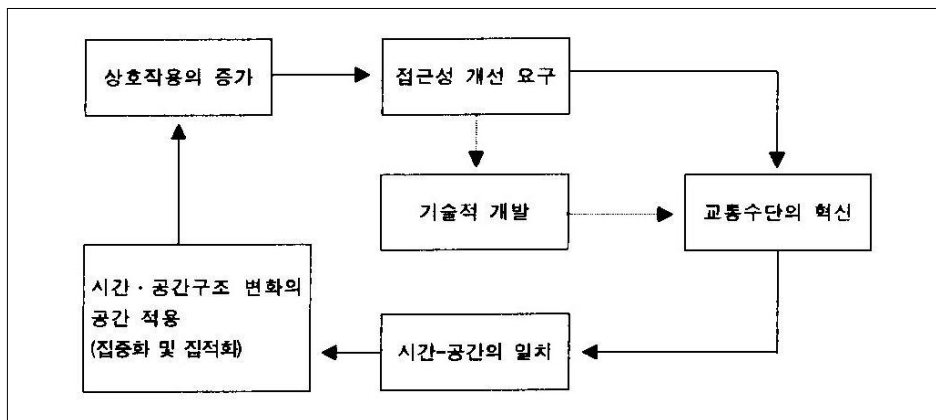 상호작용의 증가
접근성 개선 요구
기술적 개발
교통수단의 혁신
시간 · 공간구조 변화의
공간 적용
(집중화 및 집적화)
시간-공간의 일치